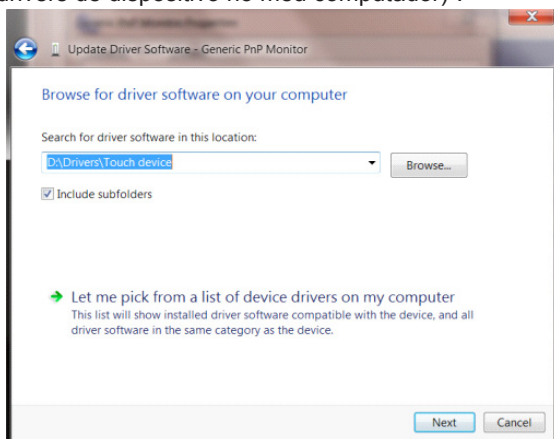 do meu computador) .
Update Driver Software - Generic PnP Monitor
Browse for driver software on your computer
Search for driver software in this location:
D:\Drivers\Touch device
Browse...
Include subfolders
Let me pick from a list of device drivers on my computer
This list will show installed driver software compatible with the device, and all
driver software in the same category as the device.
Next
Cancel